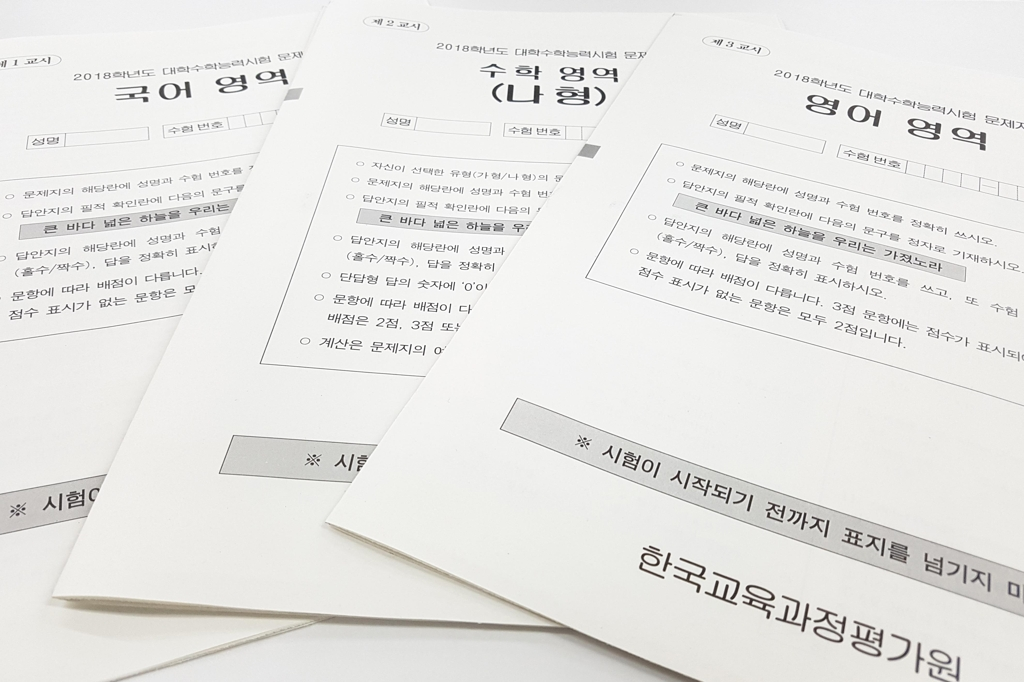 제 1 교시
2018학년도 대학수학능력시험
국어 영역
성명
수험 번호
○ 문제지의 해당란에 성명과 수험 번호를
○ 답안지의 필적 확인란에 다음의 문구를
큰 바다 넓은 하늘을 우리는
○ 답안지의 해당란에 성명과 수험
(홀수/짝수), 답을 정확히 표시하
문항에 따라 배점이 다릅니다.
점수 표시가 없는 문항은 모
※ 시험이
제 2 교시
2018학년도 대학수학능력시험 문제
수학 영역
(나 형)
성명
수험 번호
○ 자신이 선택한 유형(가형/나형)의 문
○ 문제지의 해당란에 성명과 수험 번
○ 답안지의 필적 확인란에 다음의
큰 바다 넓은 하늘을 우
○ 답안지의 해당란에 성명과
(홀수/짝수), 답을 정확히
○ 단답형 답의 숫자에 '0'이
○ 문항에 따라 배점이 다
배점은 2점, 3점 또는
○ 계산은 문제지의 여
※ 시험
제 3 교시
2018학년도 대학수학능력시험 문제지
영어 영역
성명
수험 번호
○ 문제지의 해당란에 성명과 수험 번호를 정확히 쓰시오.
○ 답안지의 필적 확인란에 다음의 문구를 정자로 기재하시오.
큰 바다 넓은 하늘을 우리는 가졌노라
○ 답안지의 해당란에 성명과 수험 번호를 쓰고, 또 수험
(홀수/짝수), 답을 정확히 표시하시오.
○ 문항에 따라 배점이 다릅니다. 3점 문항에는 점수가 표시되어
점수 표시가 없는 문항은 모두 2점입니다.
※ 시험이 시작되기 전까지 표지를 넘기지 마
한국교육과정평가원